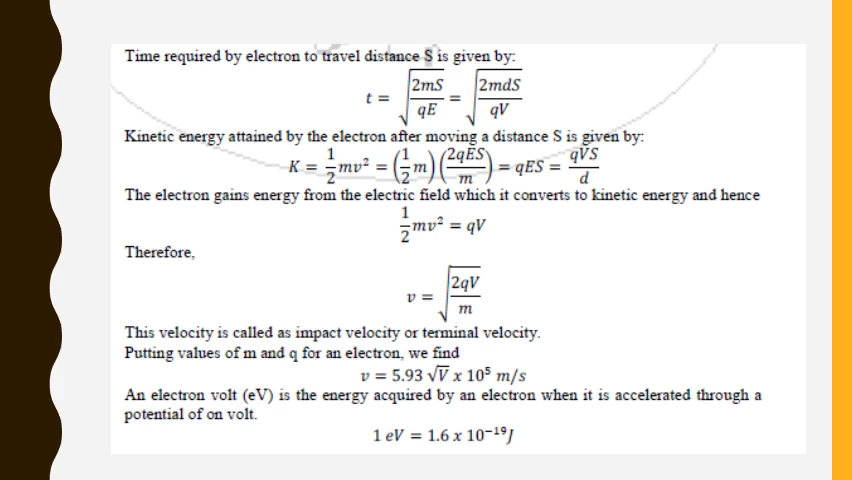 Time required by electron to travel distance S is given by:
t = √(2mS/qE) = √(2mdS/qV)
Kinetic energy attained by the electron after moving a distance S is given by:
K = 1/2 mv² = (1/2 m)(2qES/m) = qES = qVS/d
The electron gains energy from the electric field which it converts to kinetic energy and hence
1/2 mv² = qV
Therefore,
v = √(2qV/m)
This velocity is called as impact velocity or terminal velocity.
Putting values of m and q for an electron, we find
v = 5.93 √V x 10⁵ m/s
An electron volt (eV) is the energy acquired by an electron when it is accelerated through a
potential of on volt.
1 eV = 1.6 x 10⁻¹⁹J